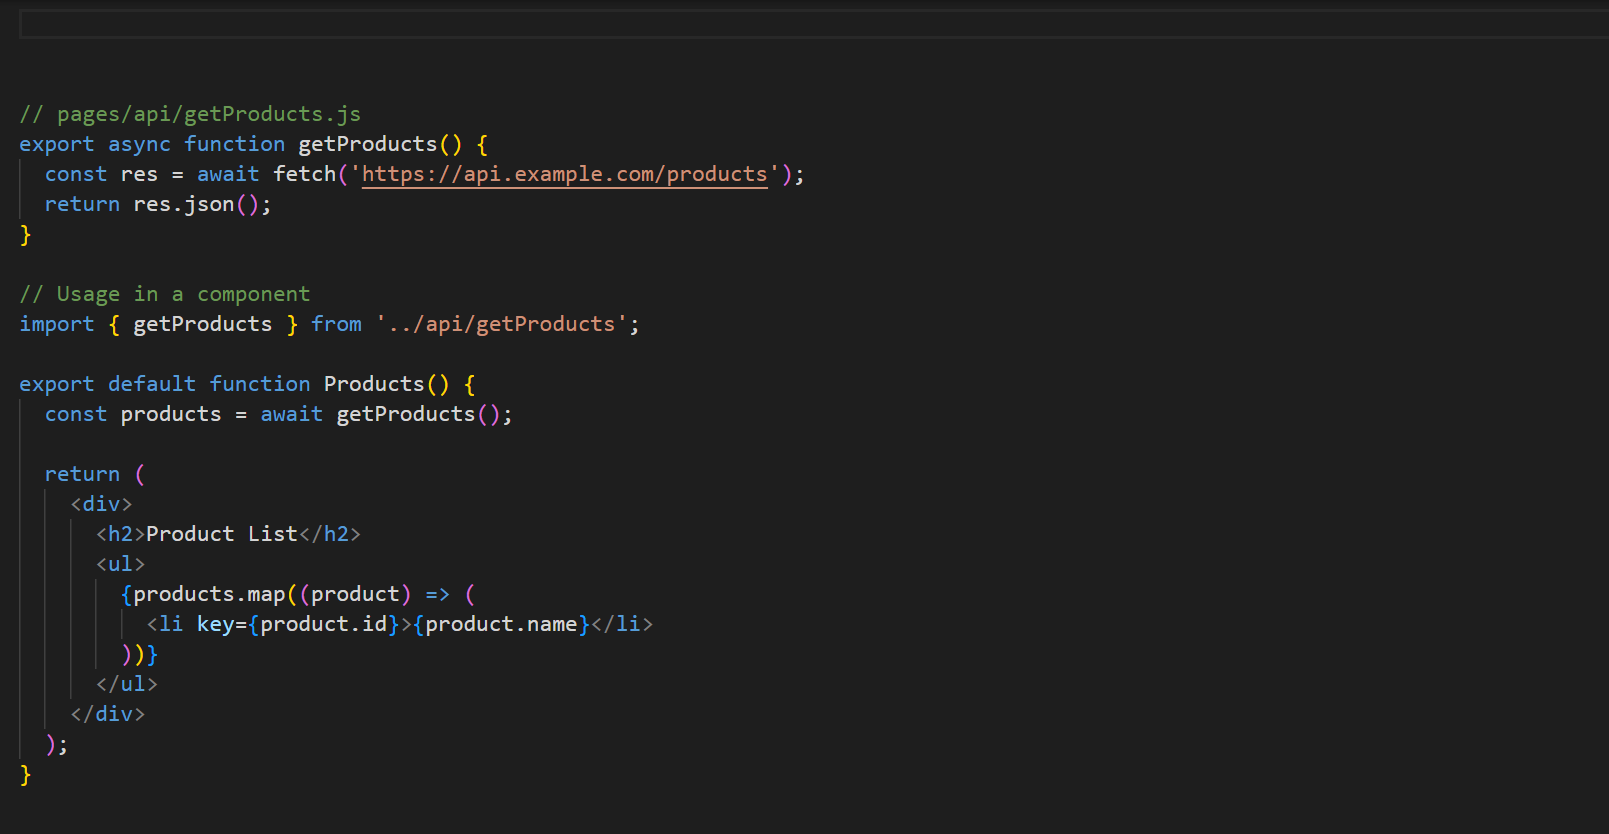 // pages/api/getProducts.js
export async function getProducts() {
  const res = await fetch('https://api.example.com/products');
  return res.json();
}
// Usage in a component
import { getProducts } from '../api/getProducts';
export default function Products() {
  const products = await getProducts();
  return (
    <div>
      <h2>Product List</h2>
      <ul>
        {products.map((product) => (
          <li key={product.id}>{product.name}</li>
        ))}
      </ul>
    </div>
  );
}